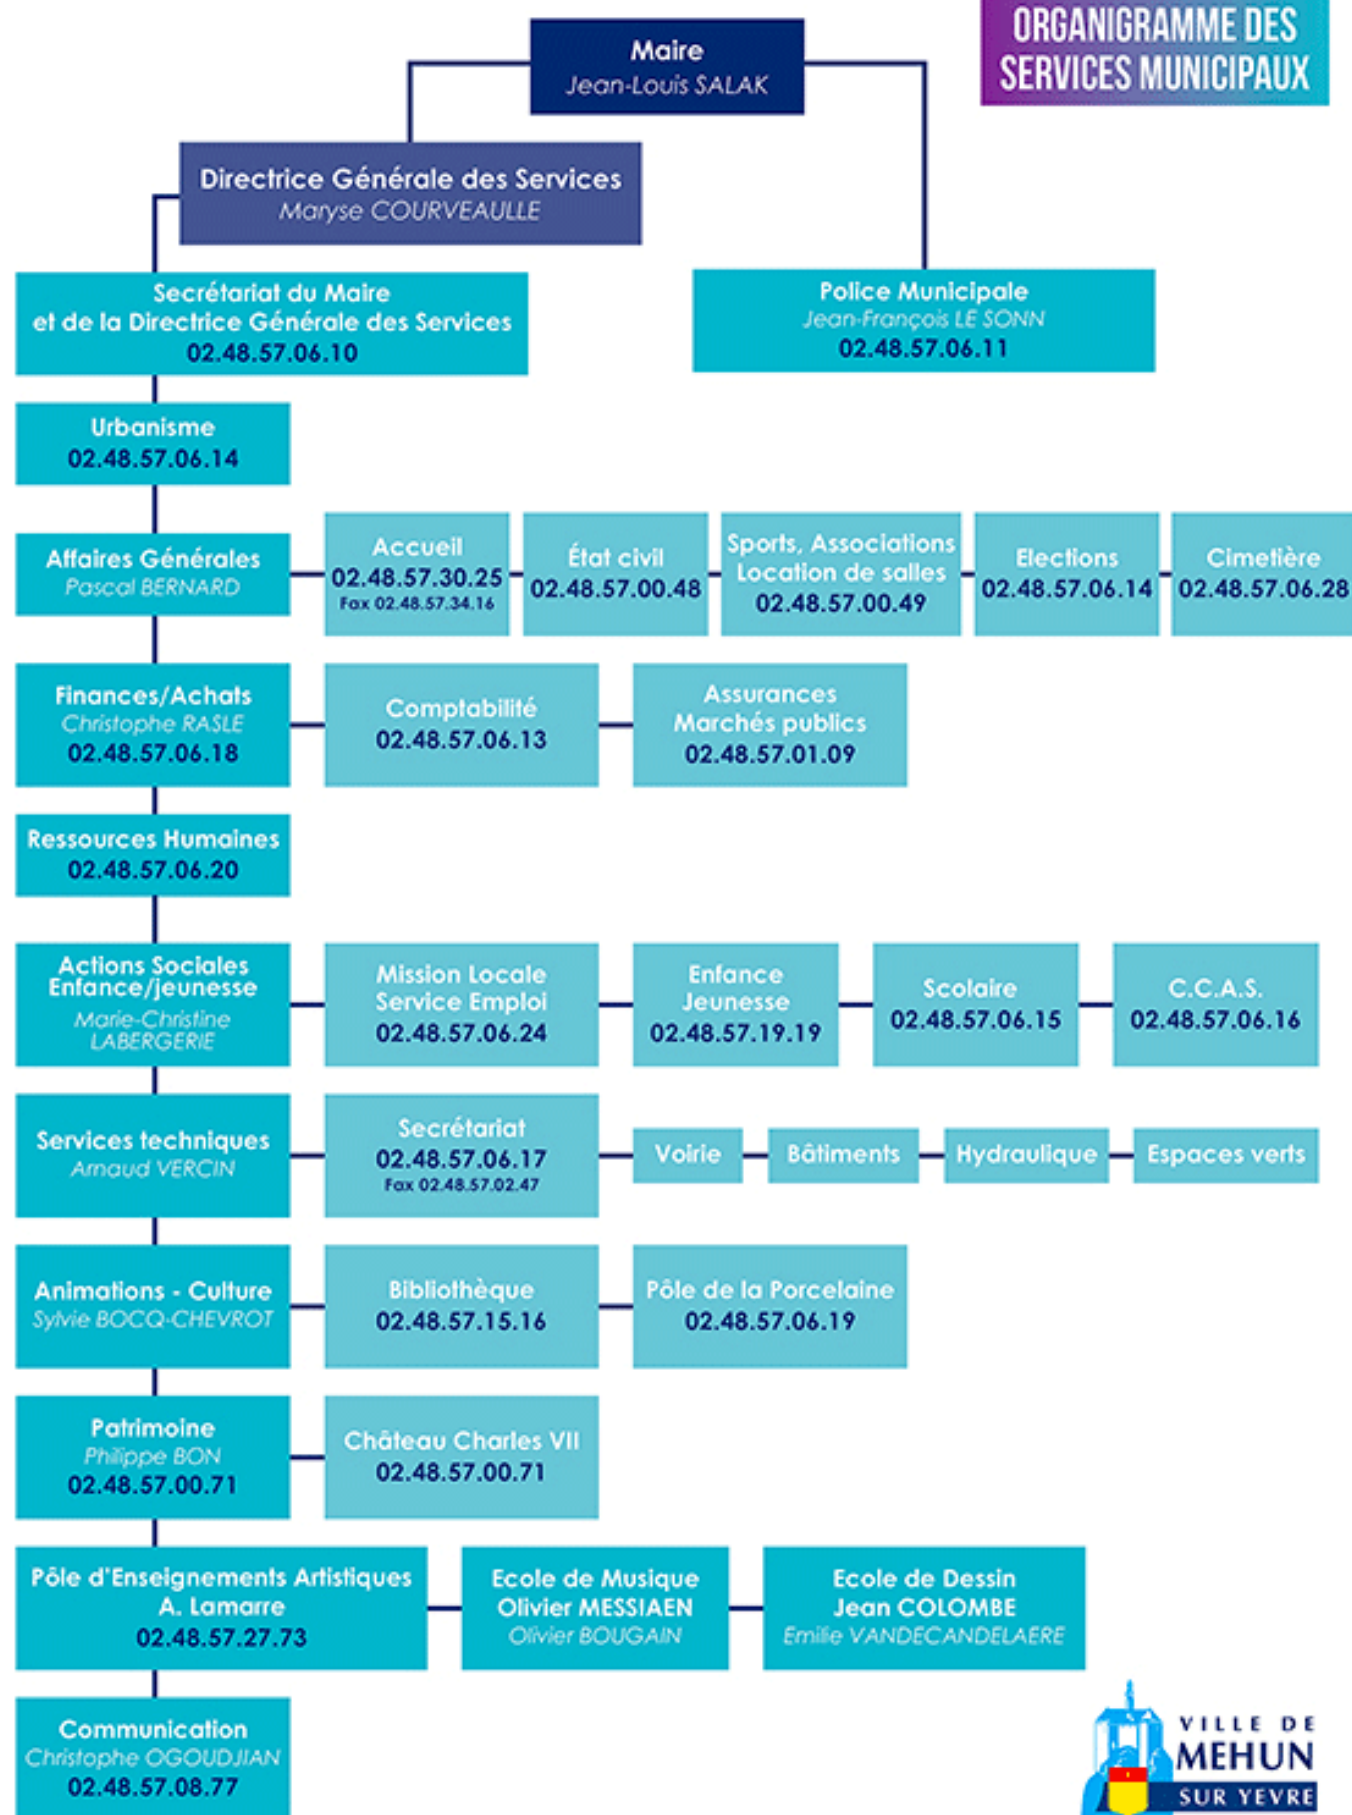 ORGANIGRAMME DES
SERVICES MUNICIPAUX
Maire
Jean-Louis SALAK
Directrice Générale des Services
Maryse COURVEAULLE
Secrétariat du Maire
et de la Directrice Générale des Services
02.48.57.06.10
Police Municipale
Jean-François LE SONN
02.48.57.06.11
Urbanisme
02.48.57.06.14
Affaires Générales
Pascal BERNARD
Accueil
02.48.57.30.25
Fax 02.48.57.34.16
État civil
02.48.57.00.48
Sports, Associations
Location de salles
02.48.57.00.49
Elections
02.48.57.06.14
Cimetière
02.48.57.06.28
Finances/Achats
Christophe RASLE
02.48.57.06.18
Comptabilité
02.48.57.06.13
Assurances
Marchés publics
02.48.57.01.09
Ressources Humaines
02.48.57.06.20
Actions Sociales
Enfance/jeunesse
Marie-Christine
LABERGERIE
Mission Locale
Service Emploi
02.48.57.06.24
Enfance
Jeunesse
02.48.57.19.19
Scolaire
02.48.57.06.15
C.C.A.S.
02.48.57.06.16
Services techniques
Arnaud VERCIN
Secrétariat
02.48.57.06.17
Fax 02.48.57.02.47
Voirie
Bâtiments
Hydraulique
Espaces verts
Animations - Culture
Sylvie BOCQ-CHEVROT
Bibliothèque
02.48.57.15.16
Pôle de la Porcelaine
02.48.57.06.19
Patrimoine
Philippe BON
02.48.57.00.71
Château Charles VII
02.48.57.00.71
Pôle d'Enseignements Artistiques
A. Lamarre
02.48.57.27.73
Ecole de Musique
Olivier MESSIAEN
Olivier BOUGAIN
Ecole de Dessin
Jean COLOMBE
Emilie VANDECANDELAERE
Communication
Christophe OGOUDJIAN
02.48.57.08.77
VILLE DE
MEHUN
SUR YEVRE